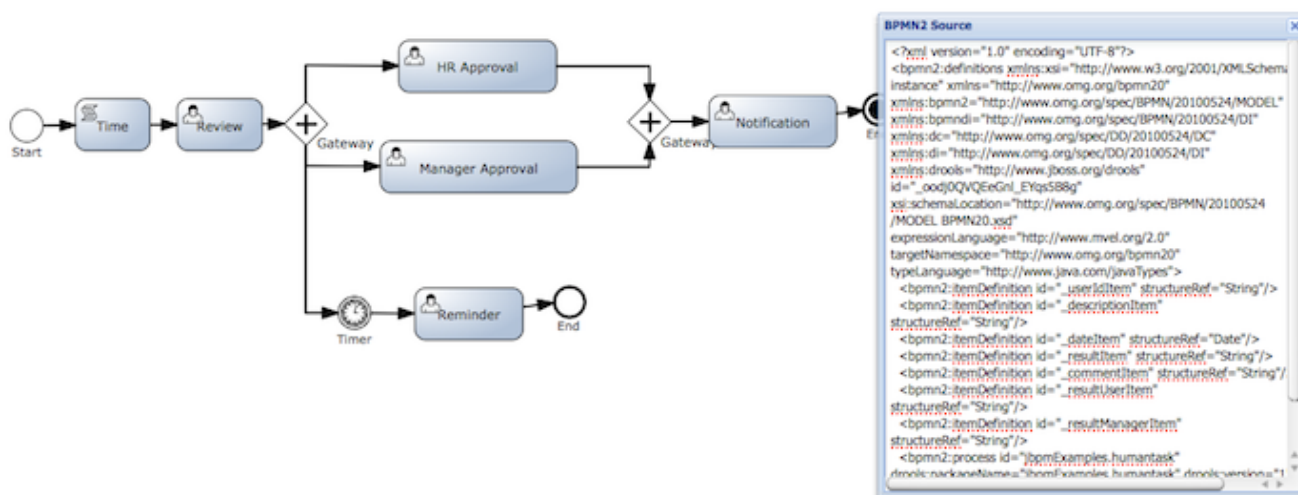 HR Approval
Time
Review
Gateway
Manager Approval
Gateway
Notification
Start
Timer
Reminder
End
BPMN2 Source
<?xml version="1.0" encoding="UTF-8"?>
<bpmn2:definitions xmlns:xsi="http://www.w3.org/2001/XMLSchema
instance" xmlns="http://www.omg.org/bpmn20"
xmlns:bpmn2="http://www.omg.org/spec/BPMN/20100524/MODEL"
xmlns:bpmndi="http://www.omg.org/spec/BPMN/20100524/DI"
xmlns:dc="http://www.omg.org/spec/DD/20100524/DC"
xmlns:di="http://www.omg.org/spec/DD/20100524/DI"
xmlns:drools="http://www.jboss.org/drools"
xsi:schemaLocation="http://www.omg.org/spec/BPMN/20100524
/MODEL BPMN20.xsd"
expressionLanguage="http://www.mvel.org/2.0"
targetNamespace="http://www.omg.org/bpmn20"
typeLanguage="http://www.java.com/javaTypes">
<bpmn2:itemDefinition id="_userIdItem" structureRef="String"/>
<bpmn2:itemDefinition id="_descriptionItem"
structureRef="String"/>
<bpmn2:itemDefinition id="_dateItem" structureRef="Date"/>
<bpmn2:itemDefinition id="_resultItem" structureRef="String"/>
<bpmn2:itemDefinition id="_commentItem" structureRef="String"/
<bpmn2:itemDefinition id="_resultUserItem"
structureRef="String"/>
<bpmn2:itemDefinition id="_resultManagerItem"
structureRef="String"/>
<bpmn2:process id="jbpmExamples.humantask"
drools:packageName="jbpmExamples.humantask" drools:version="1